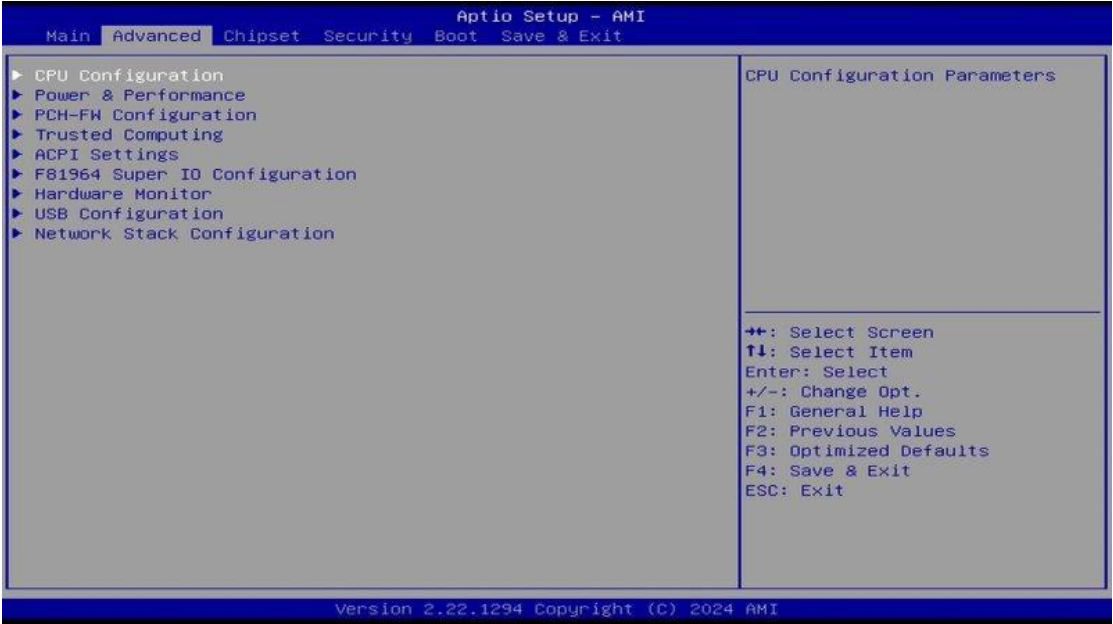 Aptio Setup – AMI
Main Advanced Chipset Security Boot Save & Exit
► CPU Configuration
► Power & Performance
► PCH-FW Configuration
► Trusted Computing
► ACPI Settings
► F81964 Super IO Configuration
► Hardware Monitor
► USB Configuration
► Network Stack Configuration
CPU Configuration Parameters
→←: Select Screen
↑↓: Select Item
Enter: Select
+/-: Change Opt.
F1: General Help
F2: Previous Values
F3: Optimized Defaults
F4: Save & Exit
ESC: Exit
Version 2.22.1294 Copyright (C) 2024 AMI